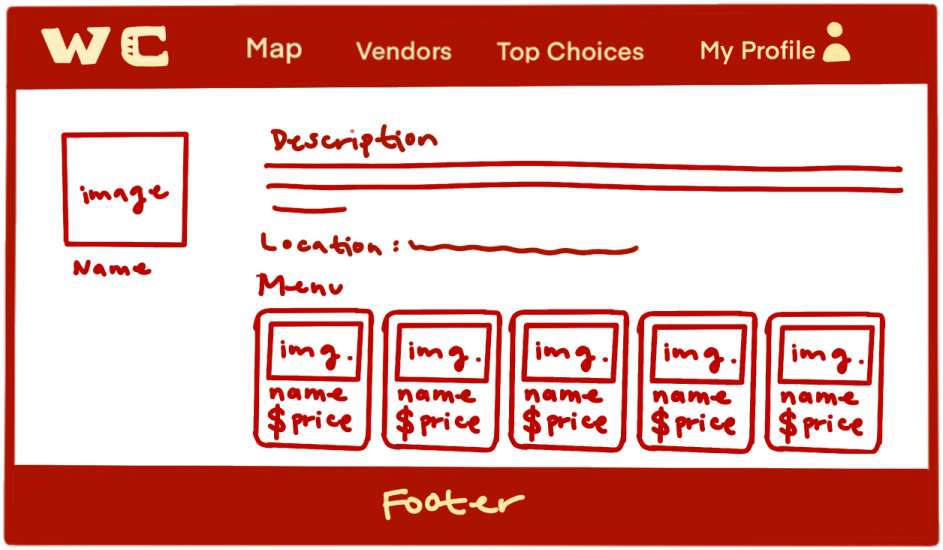 WC Map Vendors Top Choices My Profile
Description
image
Name
Location :
Menu
img. img. img. img. img.
name name name name name
$price $price $price $price $price
Footer